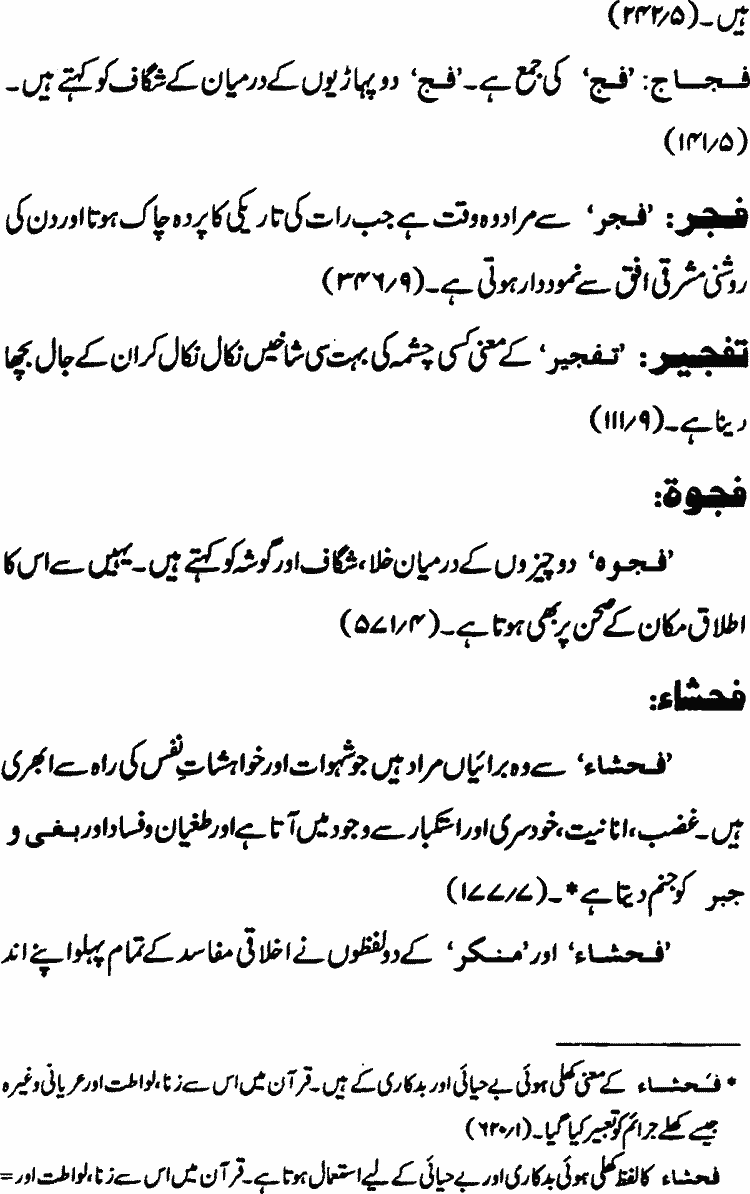 ہیں۔(۲۴۲/۵)
فجاج: ’فج‘ کی جمع ہے۔ ’فج‘ دو پہاڑیوں کے درمیان کے شگاف کو کہتے ہیں۔
(۱۴۱/۵)
فجر: ’فجر‘ سے مراد وہ وقت ہے جب رات کی تاریکی کا پردہ چاک ہوتا اور دن کی
روشنی مشرقی افق سے نمودار ہوتی ہے۔(۳۴۶/۹)
تفجیر: ’تفجیر‘ کے معنی کسی چشمہ کی بہت سی شاخیں نکال نکال کر ان کے جال بچھا
دینا ہے۔(۱۱۱/۹)
فجوة:
’فجوہ‘ دو چیزوں کے درمیان خلا، شگاف اور گوشہ کو کہتے ہیں۔ یہیں سے اس کا
اطلاق مکان کے صحن پر بھی ہوتا ہے۔(۵۷۱/۴)
فحشاء:
’فحشاء‘ سے وہ برائیاں مراد ہیں جو شہوات اور خواہشاتِ نفس کی راہ سے ابھری
ہیں۔ غضب، انانیت، خودسری اور استکبار سے وجود میں آتا ہے اور طغیان و فساد اور بغی و
جبر کو جنم دیتا ہے*۔(۱۷۷/۷)
’فحشاء‘ اور ’منکر‘ کے دو لفظوں نے اخلاقی مفاسد کے تمام پہلو اپنے اند
* فحشاء کے معنی کھلی ہوئی بے حیائی اور بدکاری کے ہیں۔ قرآن میں اس سے زنا، لواطت اور عریانی وغیرہ
جیسے کھلے جرائم کو تعبیر کیا گیا۔(۶۲۰/۱)
فحشاء کا لفظ کھلی ہوئی بدکاری اور بے حیائی کے لیے استعمال ہوتا ہے۔ قرآن میں اس سے زنا، لواطت اور =